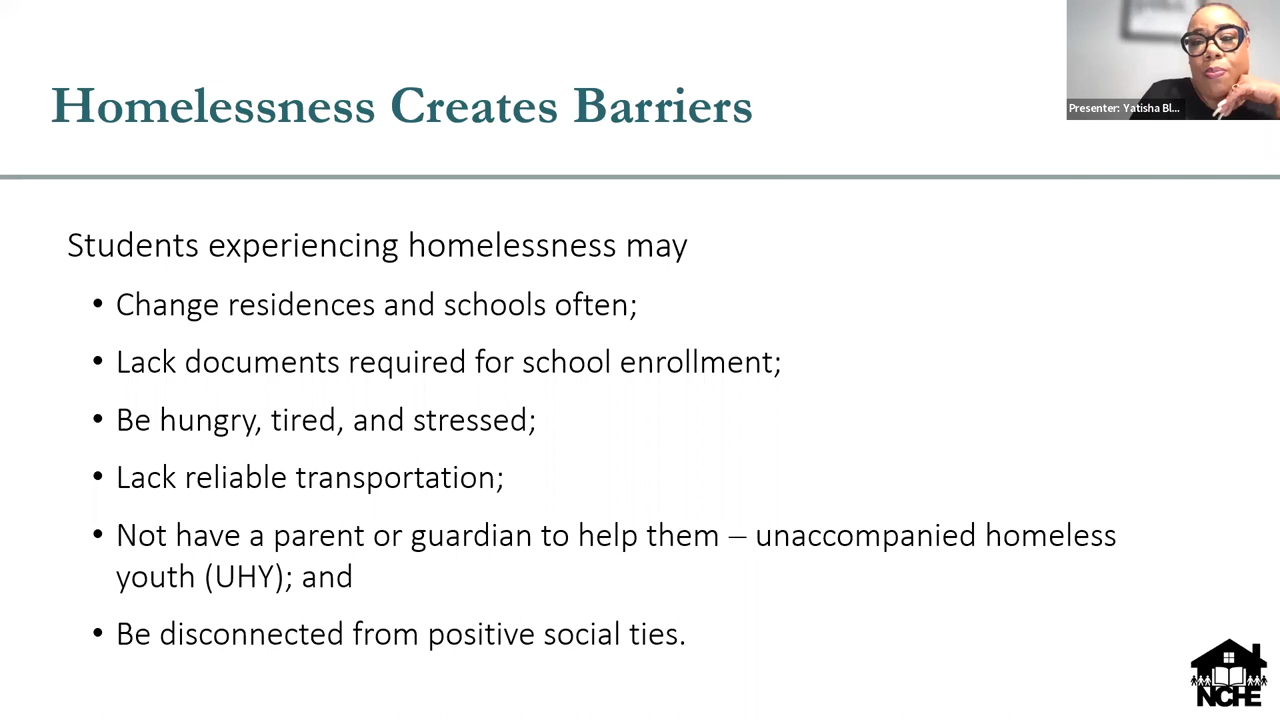 Homelessness Creates Barriers
Presenter: Yatisha Bl...
Students experiencing homelessness may
• Change residences and schools often;
• Lack documents required for school enrollment;
• Be hungry, tired, and stressed;
• Lack reliable transportation;
• Not have a parent or guardian to help them – unaccompanied homeless
youth (UHY); and
• Be disconnected from positive social ties.
NCHE